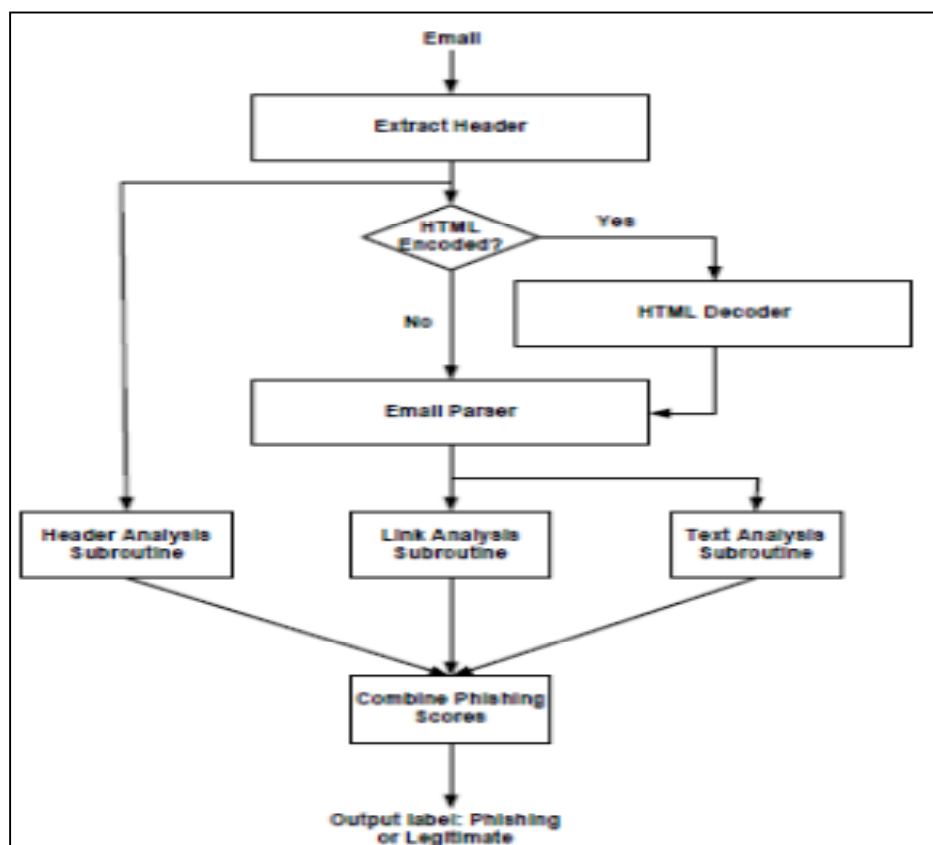 Email
Extract Header
HTML
Encoded?
Yes
No
HTML Decoder
Email Parser
Header Analysis
Subroutine
Link Analysis
Subroutine
Text Analysis
Subroutine
Combine Phishing
Scores
Output label: Phishing
or Legitimate